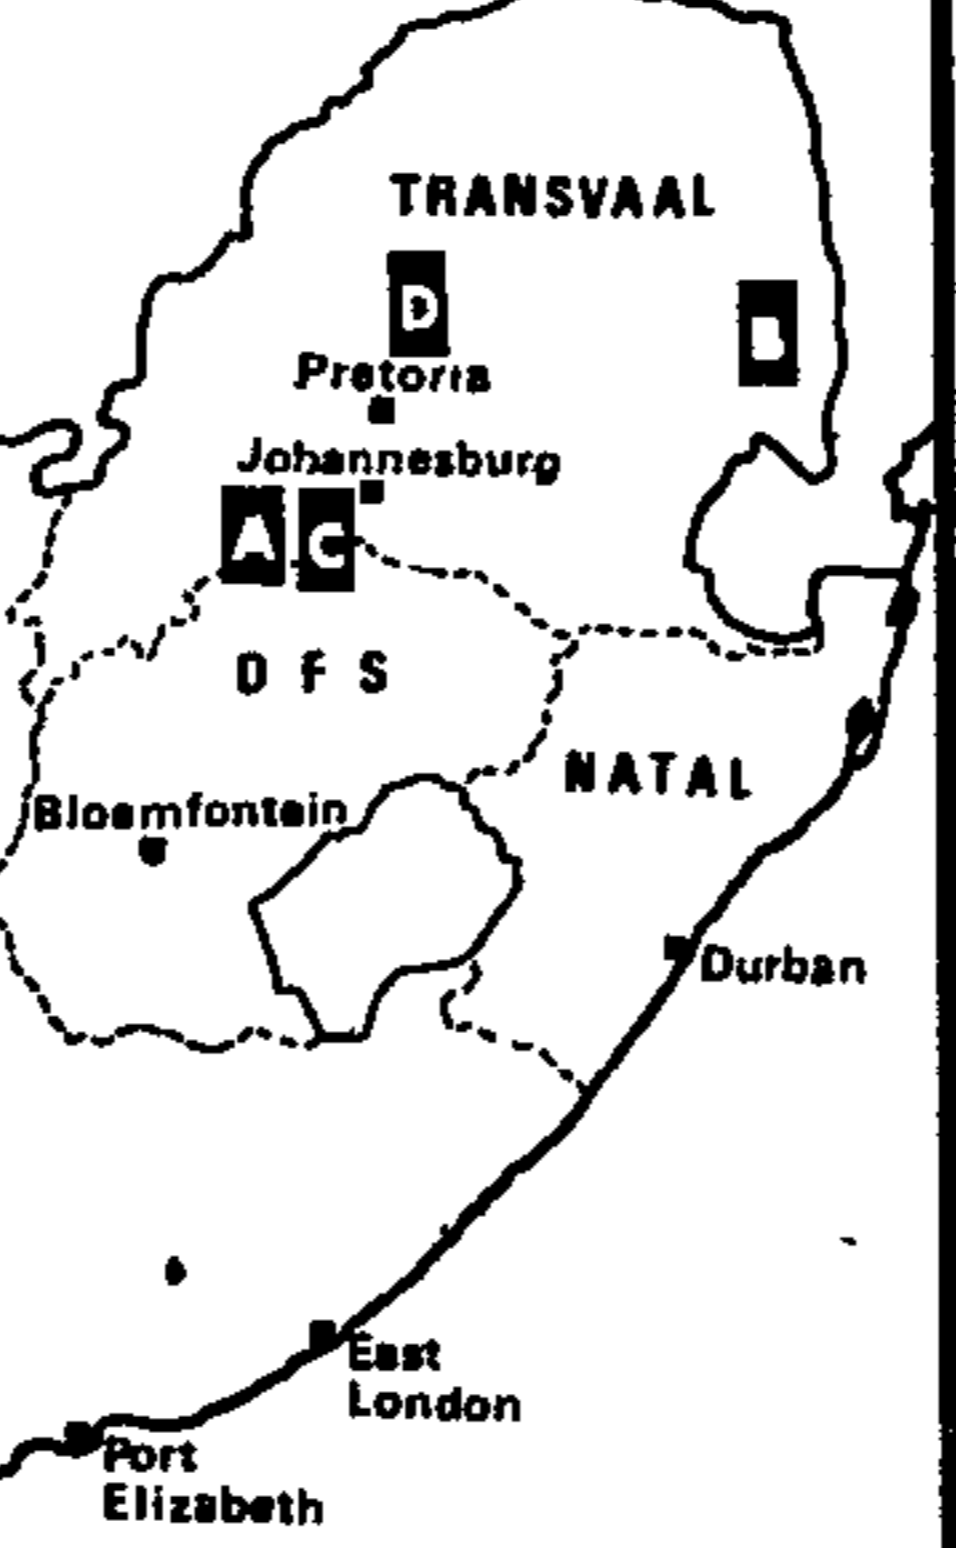 TRANSVAAL
D
B
Pretoria
Johannesburg
A C
O F S
NATAL
Bloemfontein
Durban
East
London
Port
Elizabeth